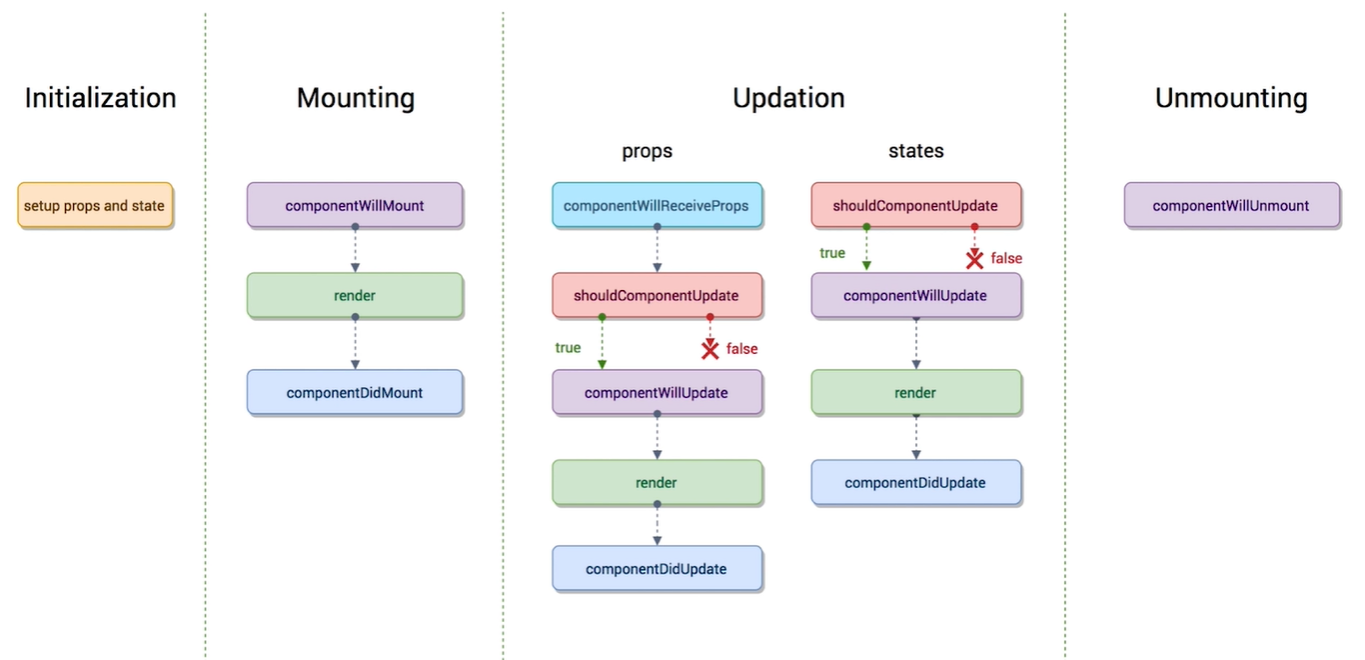 Initialization
setup props and state
Mounting
componentWillMount
render
componentDidMount
Updation
props
componentWillReceiveProps
shouldComponentUpdate
true
false
componentWillUpdate
render
componentDidUpdate
states
shouldComponentUpdate
true
false
componentWillUpdate
render
componentDidUpdate
Unmounting
componentWillUnmount